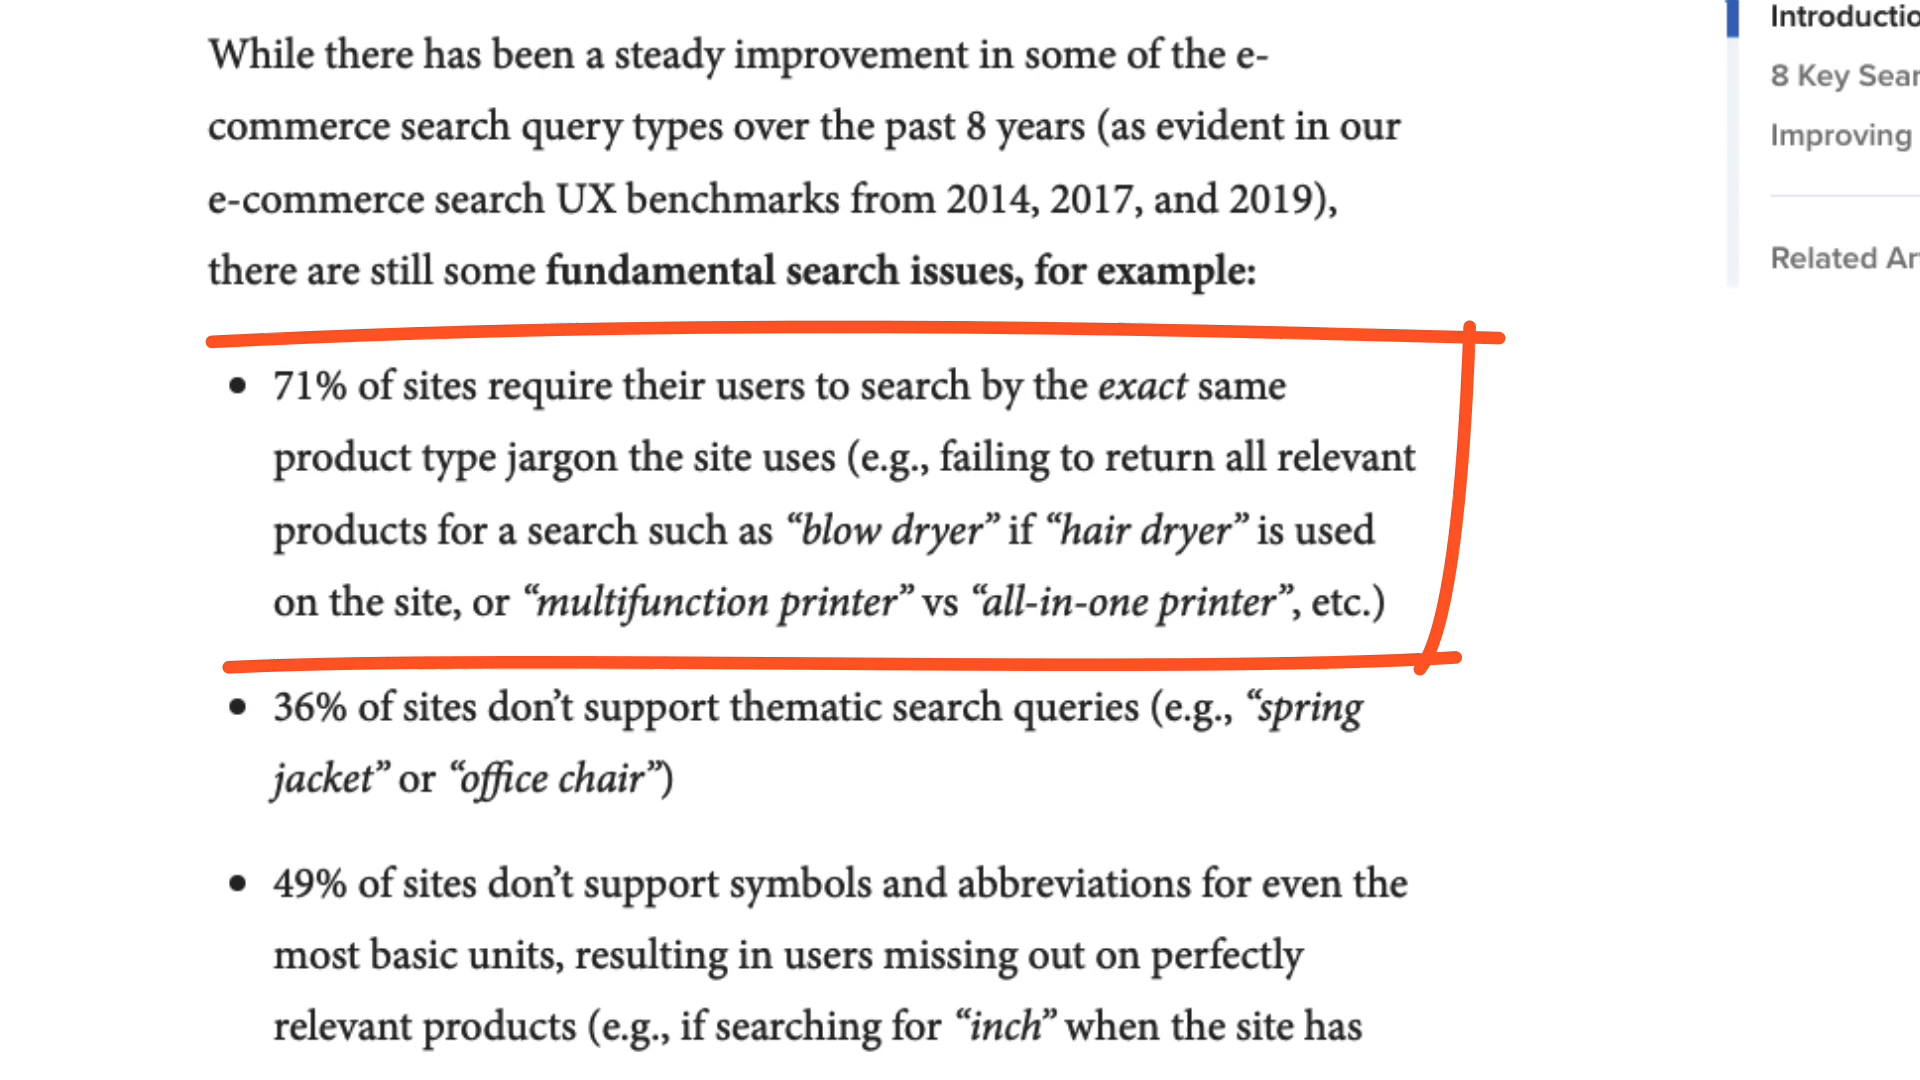 While there has been a steady improvement in some of the e-
commerce search query types over the past 8 years (as evident in our
e-commerce search UX benchmarks from 2014, 2017, and 2019),
there are still some fundamental search issues, for example:
• 71% of sites require their users to search by the exact same
product type jargon the site uses (e.g., failing to return all relevant
products for a search such as “blow dryer” if “hair dryer” is used
on the site, or “multifunction printer” vs “all-in-one printer”, etc.)
• 36% of sites don’t support thematic search queries (e.g., “spring
jacket” or “office chair”)
• 49% of sites don’t support symbols and abbreviations for even the
most basic units, resulting in users missing out on perfectly
relevant products (e.g., if searching for “inch” when the site has
Introductio
8 Key Sear
Improving
Related Ar